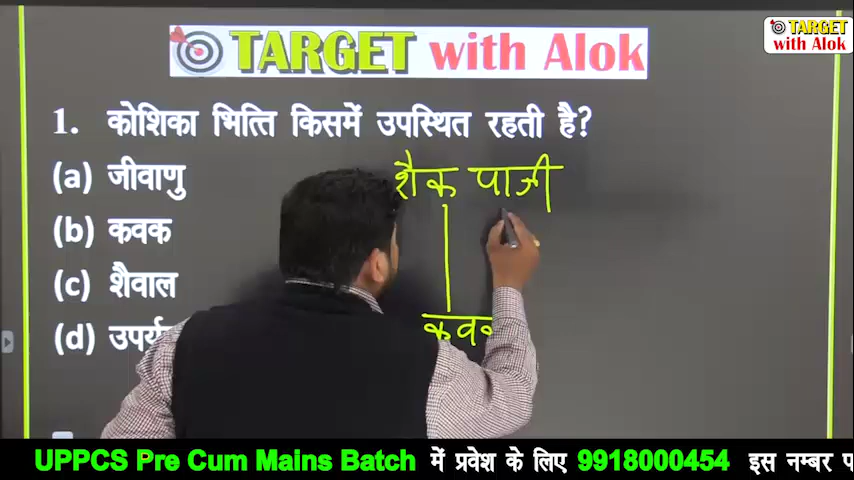 TARGET with Alok
TARGET
with Alok
1. कोशिका भित्ति किसमें उपस्थित रहती है?
(a) जीवाणु
(b) कवक
(c) शैवाल
(d)
शैक पाजी
UPPCS Pre Cum Mains Batch में प्रवेश के लिए 9918000454 इस नम्बर